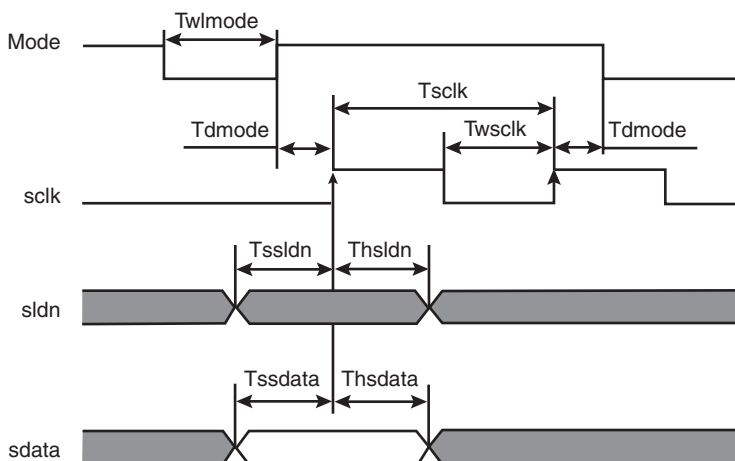 Mode
Twlmode
Tsclk
Tdmode
Twsclk
Tdmode
sclk
Tssldn
Thsldn
sldn
Tssdata
Thsdata
sdata